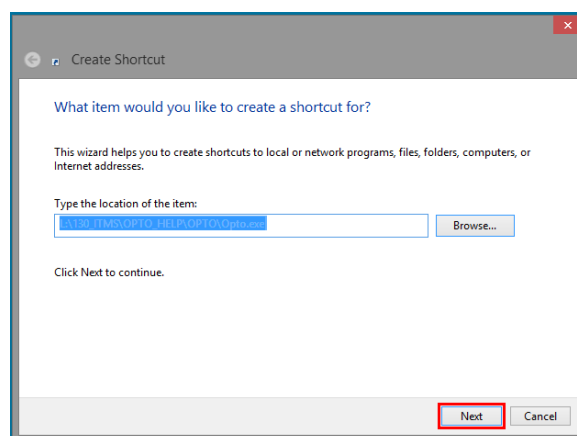 Create Shortcut
What item would you like to create a shortcut for?
This wizard helps you to create shortcuts to local or network programs, files, folders, computers, or
Internet addresses.
Type the location of the item:
L:\130_ITMS\OPTO_HELP\OPTO\Opto.exe
Browse...
Click Next to continue.
Next Cancel